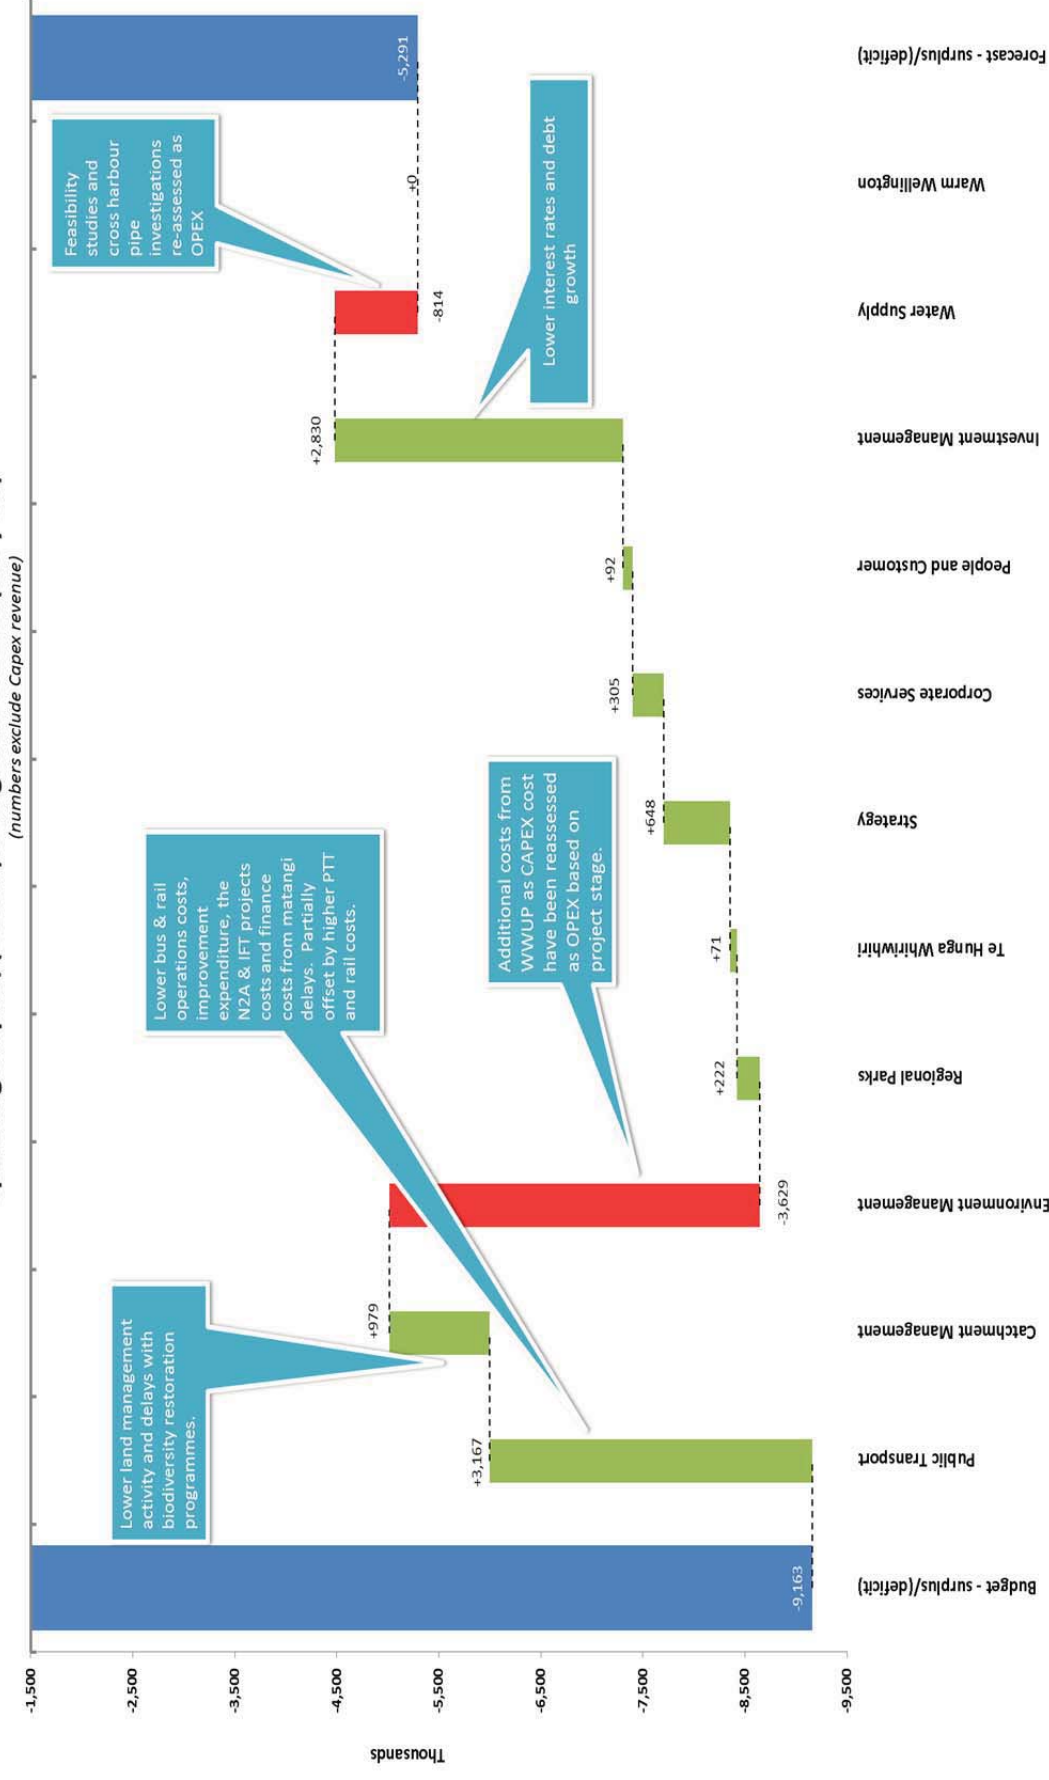 (numbers exclude Capex revenue)
Thousands
-1,500
-2,500
-3,500
-4,500
-5,500
-6,500
-7,500
-8,500
-9,500
-9,163
+3,167
+979
-3,629
+222
+71
+648
+305
+92
+2,830
-814
+0
-5,291
Lower land management
activity and delays with
biodiversity restoration
programmes.
Lower bus & rail
operations costs,
improvement
expenditure, the
N2A & IFT projects
costs and finance
costs from matangi
delays. Partially
offset by higher PTT
and rail costs.
Additional costs from
WWUP as CAPEX cost
have been reassessed
as OPEX based on
project stage.
Lower interest rates and debt
growth
Feasibility
studies and
cross harbour
pipe
investigations
re-assessed as
OPEX
Budget - surplus/(deficit)
Public Transport
Catchment Management
Environment Management
Regional Parks
Te Hunga Whiriwhiri
Strategy
Corporate Services
People and Customer
Investment Management
Water Supply
Warm Wellington
Forecast - surplus/(deficit)